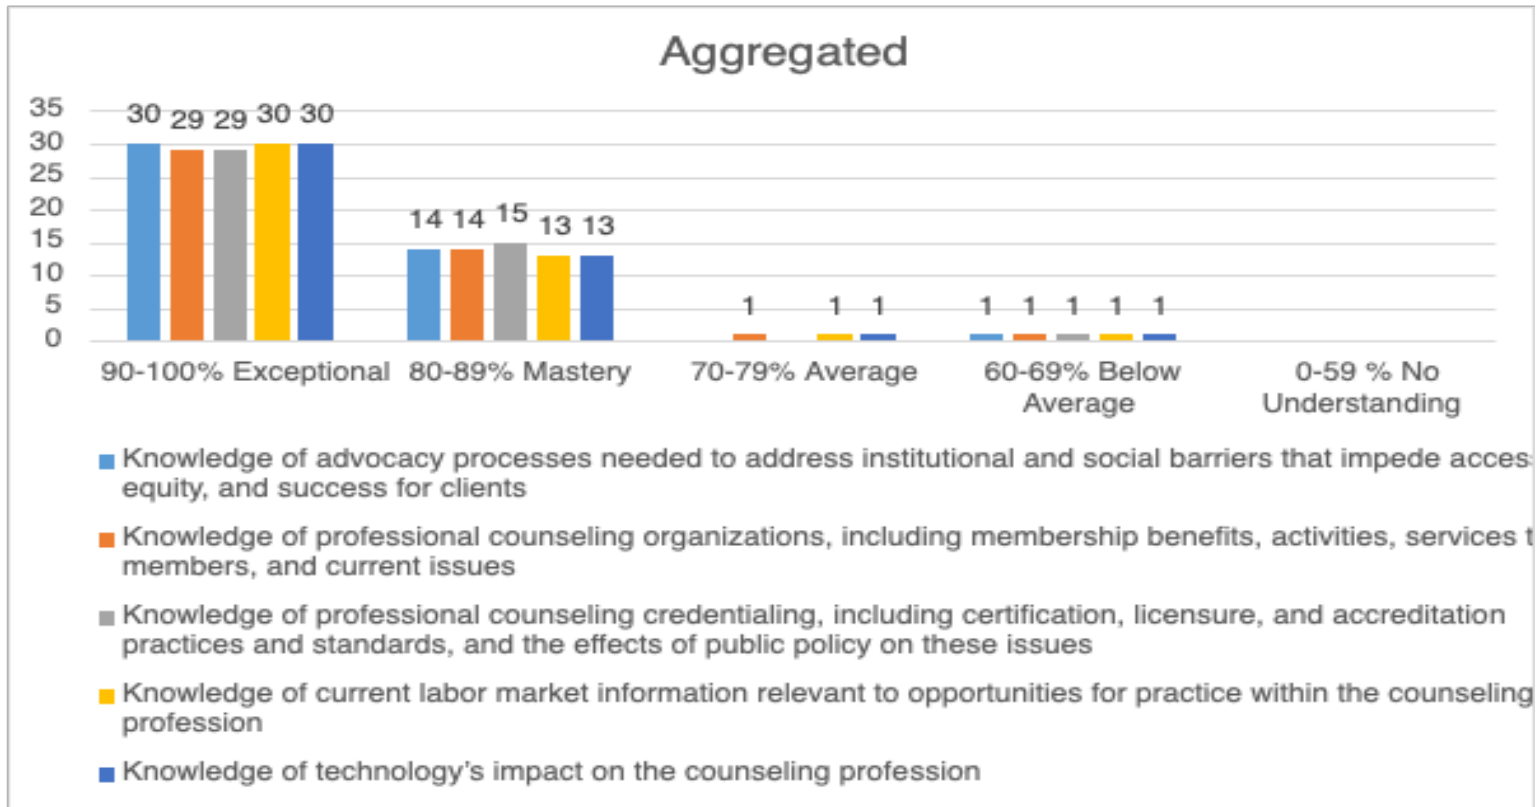 Aggregated
35
30
25
20
15
10
5
0
30 29 29 30 30
14 14 15 13 13
1 1 1
1 1 1 1 1
90-100% Exceptional
80-89% Mastery
70-79% Average
60-69% Below
Average
0-59 % No
Understanding
Knowledge of advocacy processes needed to address institutional and social barriers that impede
equity, and success for clients
Knowledge of professional counseling organizations, including membership benefits, activities, services
members, and current issues
Knowledge of professional counseling credentialing, including certification, licensure, and accreditation
practices and standards, and the effects of public policy on these issues
Knowledge of current labor market information relevant to opportunities for practice within the counseling
profession
Knowledge of technology’s impact on the counseling profession